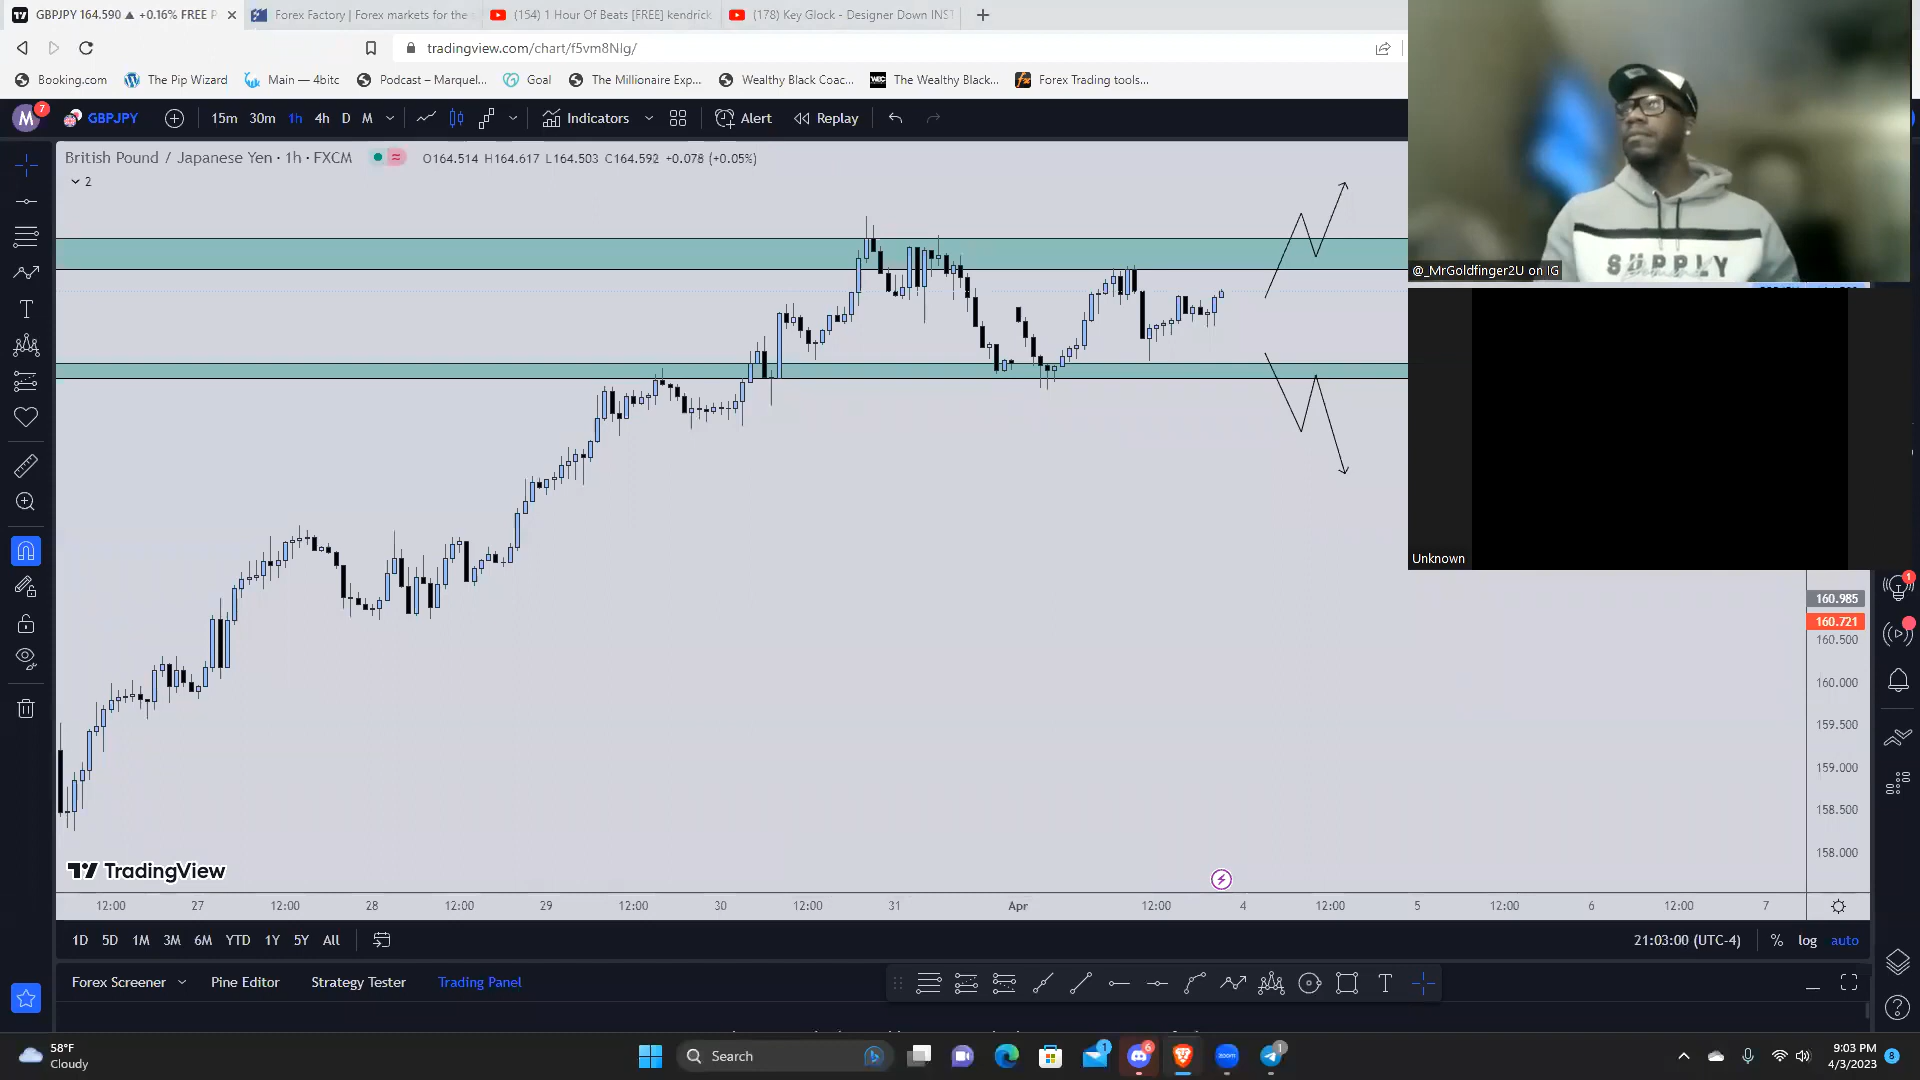 GBPJPY 164.590 ▲ +0.16% FREE P
Forex Factory | Forex markets for the
(154) 1 Hour Of Beats [FREE] kendrick
(178) Key Glock - Designer Down INST
tradingview.com/chart/f5vm8NIg/
Booking.com
The Pip Wizard
Main — 4bitc
Podcast – Marquel...
Goal
The Millionaire Exp...
Wealthy Black Coac...
The Wealthy Black...
Forex Trading tools...
M 7
GBPJPY
15m 30m 1h 4h D M
Indicators
Alert
Replay
British Pound / Japanese Yen · 1h · FXCM
O164.514 H164.617 L164.503 C164.592 +0.078 (+0.05%)
2
SUPPLY
@_MrGoldfinger2U on IG
Unknown
160.985
160.721
160.500
160.000
159.500
159.000
158.500
158.000
TradingView
12:00 27 12:00 28 12:00 29 12:00 30 12:00 31 Apr 12:00 4 12:00 5 12:00 6 12:00 7
1D 5D 1M 3M 6M YTD 1Y 5Y All
21:03:00 (UTC-4) % log auto
Forex Screener
Pine Editor
Strategy Tester
Trading Panel
58°F
Cloudy
Search
9:03 PM
4/3/2023